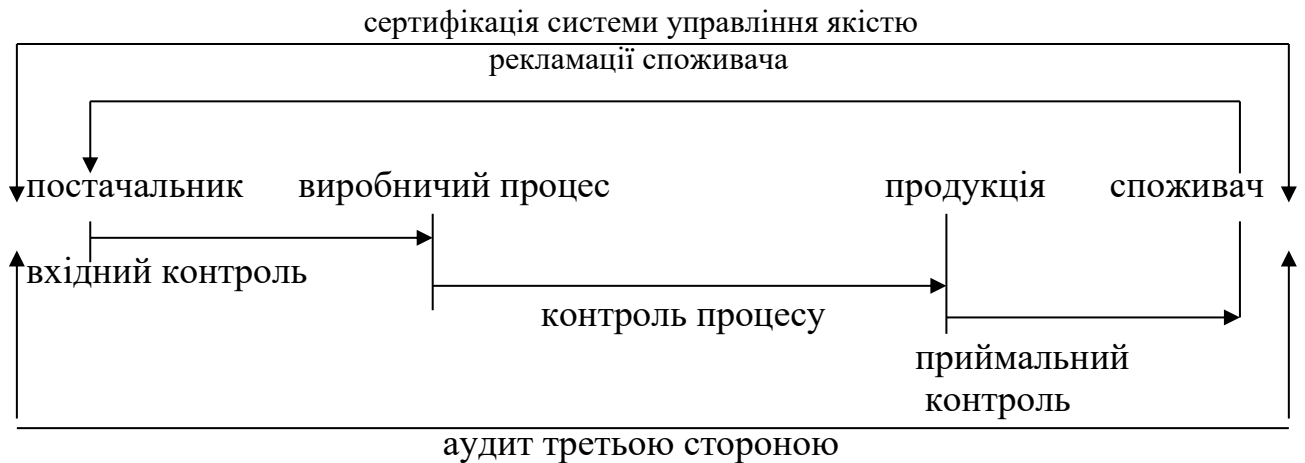 сертифікація системи управління якістю
рекламації споживача
постачальник виробничий процес продукція споживач
вхідний контроль
контроль процесу
приймальний
контроль
аудит третьою стороною